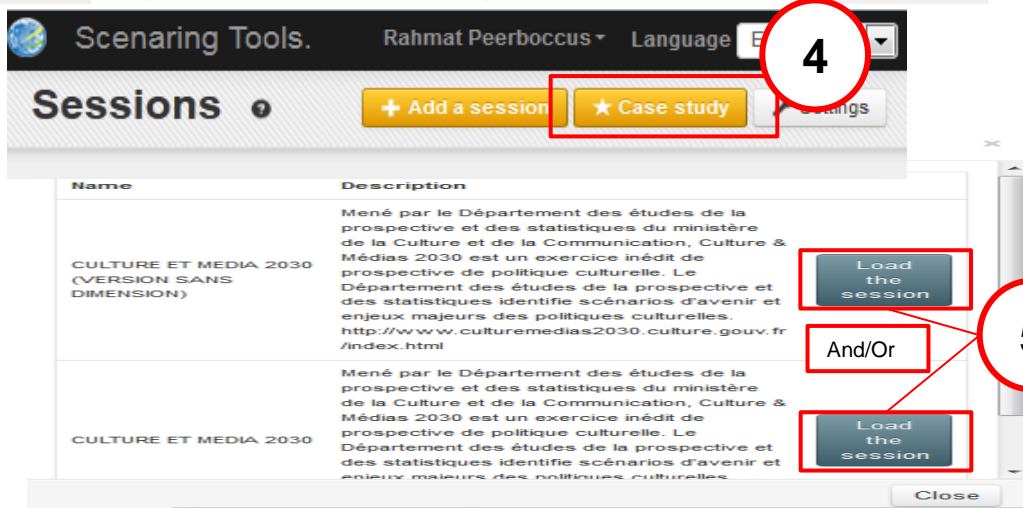 Scenaring Tools.
Rahmat Peerboccus
Language
4
Sessions
+ Add a session
★ Case study
Settings
Name
Description
CULTURE ET MEDIA 2030
(VERSION SANS
DIMENSION)
Mené par le Département des études de la
prospective et des statistiques du ministère
de la Culture et de la Communication, Culture &
Médias 2030 est un exercice inédit de
prospective de politique culturelle. Le
Département des études de la prospective et
des statistiques identifie scénarios d'avenir et
enjeux majeurs des politiques culturelles.
http://www.culturemedias2030.culture.gouv.fr
/index.html
Load
the
session
And/Or
5
CULTURE ET MEDIA 2030
Mené par le Département des études de la
prospective et des statistiques du ministère
de la Culture et de la Communication, Culture &
Médias 2030 est un exercice inédit de
prospective de politique culturelle. Le
Département des études de la prospective et
des statistiques identifie scénarios d'avenir et
enjeux majeurs des politiques culturelles.
Load
the
session
Close